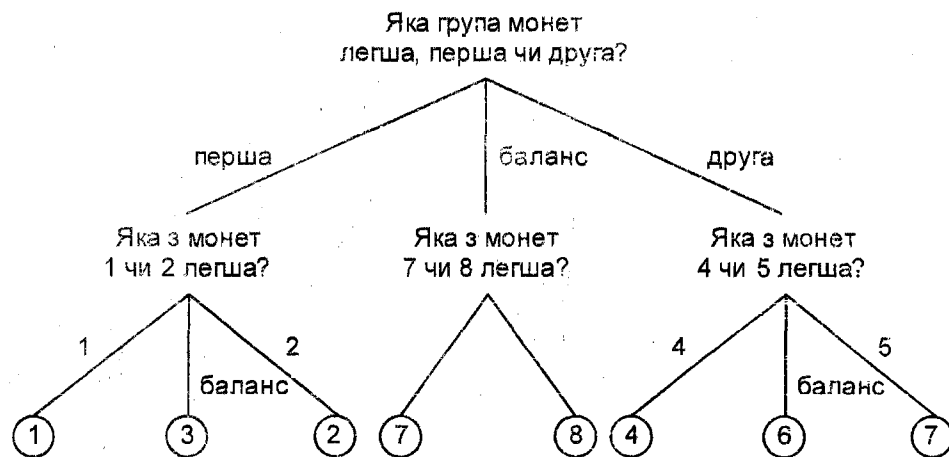 Яка група монет
легша, перша чи друга?
перша
баланс
друга
Яка з монет
1 чи 2 легша?
Яка з монет
7 чи 8 легша?
Яка з монет
4 чи 5 легша?
1
2
4
5
баланс
баланс
1
3
2
7
8
4
6
7